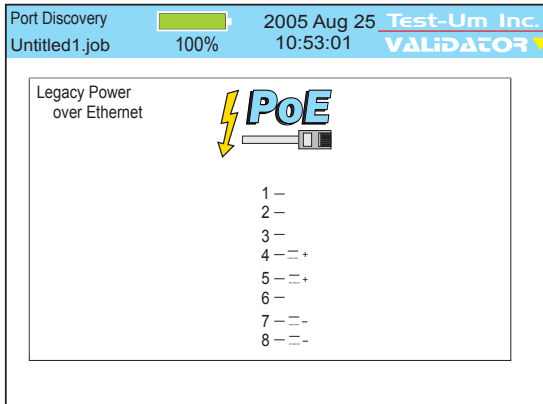 Port Discovery 2005 Aug 25 Test-Um Inc.
Untitled1.job 100% 10:53:01 VALiDATOR
Legacy Power
over Ethernet
PoE
1 –
2 –
3 –
4 – +
5 – +
6 –
7 – –
8 – –